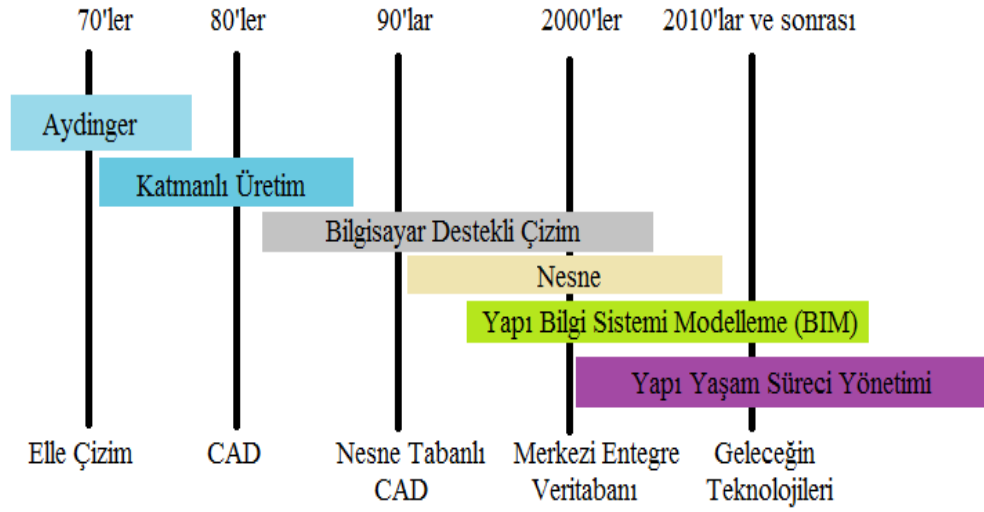 70'ler
80'ler
90'lar
2000'ler
2010'lar ve sonrası
Aydinger
Katmanlı Üretim
Bilgisayar Destekli Çizim
Nesne
Yapı Bilgi Sistemi Modelleme (BIM)
Yapı Yaşam Süreci Yönetimi
Elle Çizim
CAD
Nesne Tabanlı
CAD
Merkezi Entegre
Veritabanı
Geleceğin
Teknolojileri